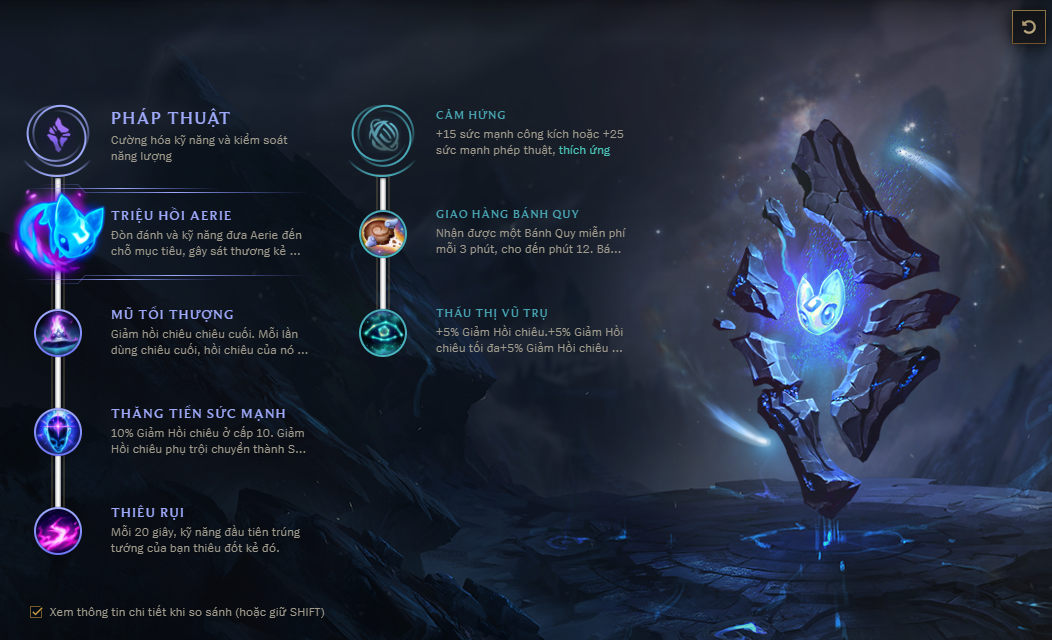 PHÁP THUẬT
Cường hóa kỹ năng và kiểm soát
năng lượng
TRIỆU HỒI AERIE
Đòn đánh và kỹ năng đưa Aerie đến
chỗ mục tiêu, gây sát thương kẻ ...
MŨ TỐI THƯỢNG
Giảm hồi chiêu chiêu cuối. Mỗi lần
dùng chiêu cuối, hồi chiêu của nó ...
THĂNG TIẾN SỨC MẠNH
10% Giảm Hồi chiêu ở cấp 10. Giảm
Hồi chiêu phụ trội chuyển thành S...
THIÊU RỤI
Mỗi 20 giây, kỹ năng đầu tiên trúng
tướng của bạn thiêu đốt kẻ đó.
CẢM HỨNG
+15 sức mạnh công kích hoặc +25
sức mạnh phép thuật, thích ứng
GIAO HÀNG BÁNH QUY
Nhận được một Bánh Quy miễn phí
mỗi 3 phút, cho đến phút 12. Bá...
THẤU THỊ VŨ TRỤ
+5% Giảm Hồi chiêu.+5% Giảm Hồi
chiêu tối đa+5% Giảm Hồi chiêu ...
Xem thông tin chi tiết khi so sánh (hoặc giữ SHIFT)